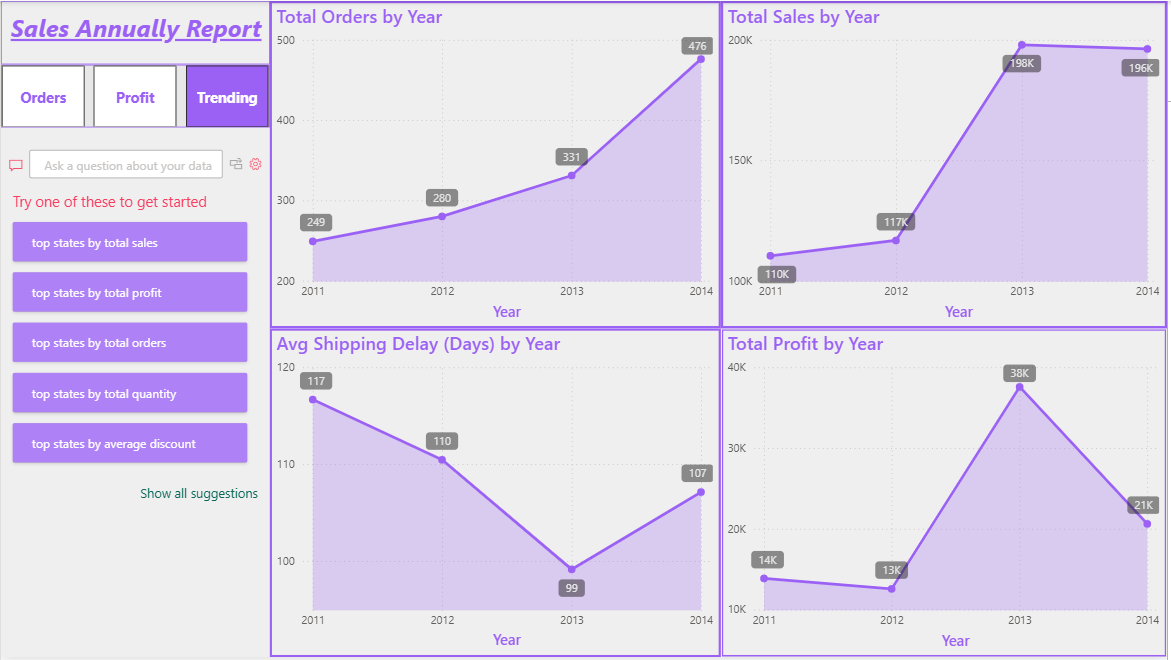 Sales Annually Report
Orders
Profit
Trending
Ask a question about your data
Try one of these to get started
top states by total sales
top states by total profit
top states by total orders
top states by total quantity
top states by average discount
Show all suggestions
Total Orders by Year
500
400
300
200
249
280
331
476
2011 2012 2013 2014
Year
Total Sales by Year
200K
150K
100K
110K
117K
198K
196K
2011 2012 2013 2014
Year
Avg Shipping Delay (Days) by Year
120
110
100
117
110
99
107
2011 2012 2013 2014
Year
Total Profit by Year
40K
30K
20K
10K
14K
13K
38K
21K
2011 2012 2013 2014
Year